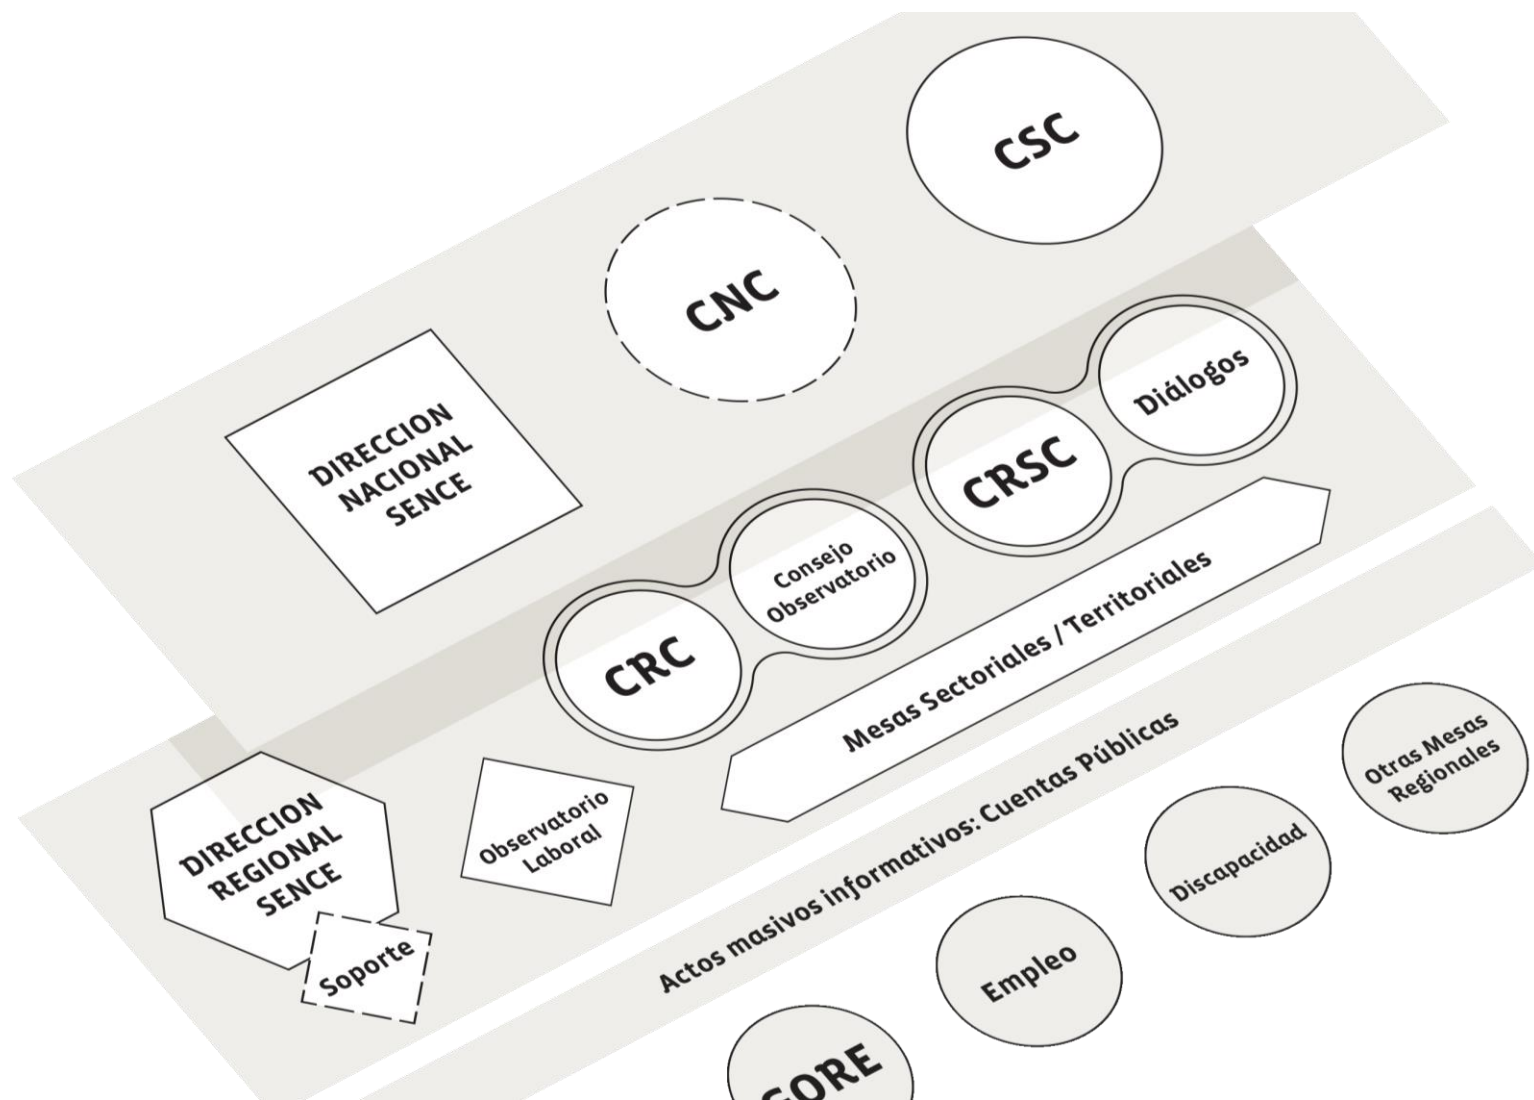 CSC
CNC
DIRECCION
NACIONAL
SENCE
Diálogos
CRSC
Consejo
Observatorio
CRC
Mesas Sectoriales / Territoriales
DIRECCION
REGIONAL
SENCE
Observatorio
Laboral
Soporte
Actos masivos informativos: Cuentas Públicas
Otras Mesas
Regionales
Discapacidad
Empleo
GORE